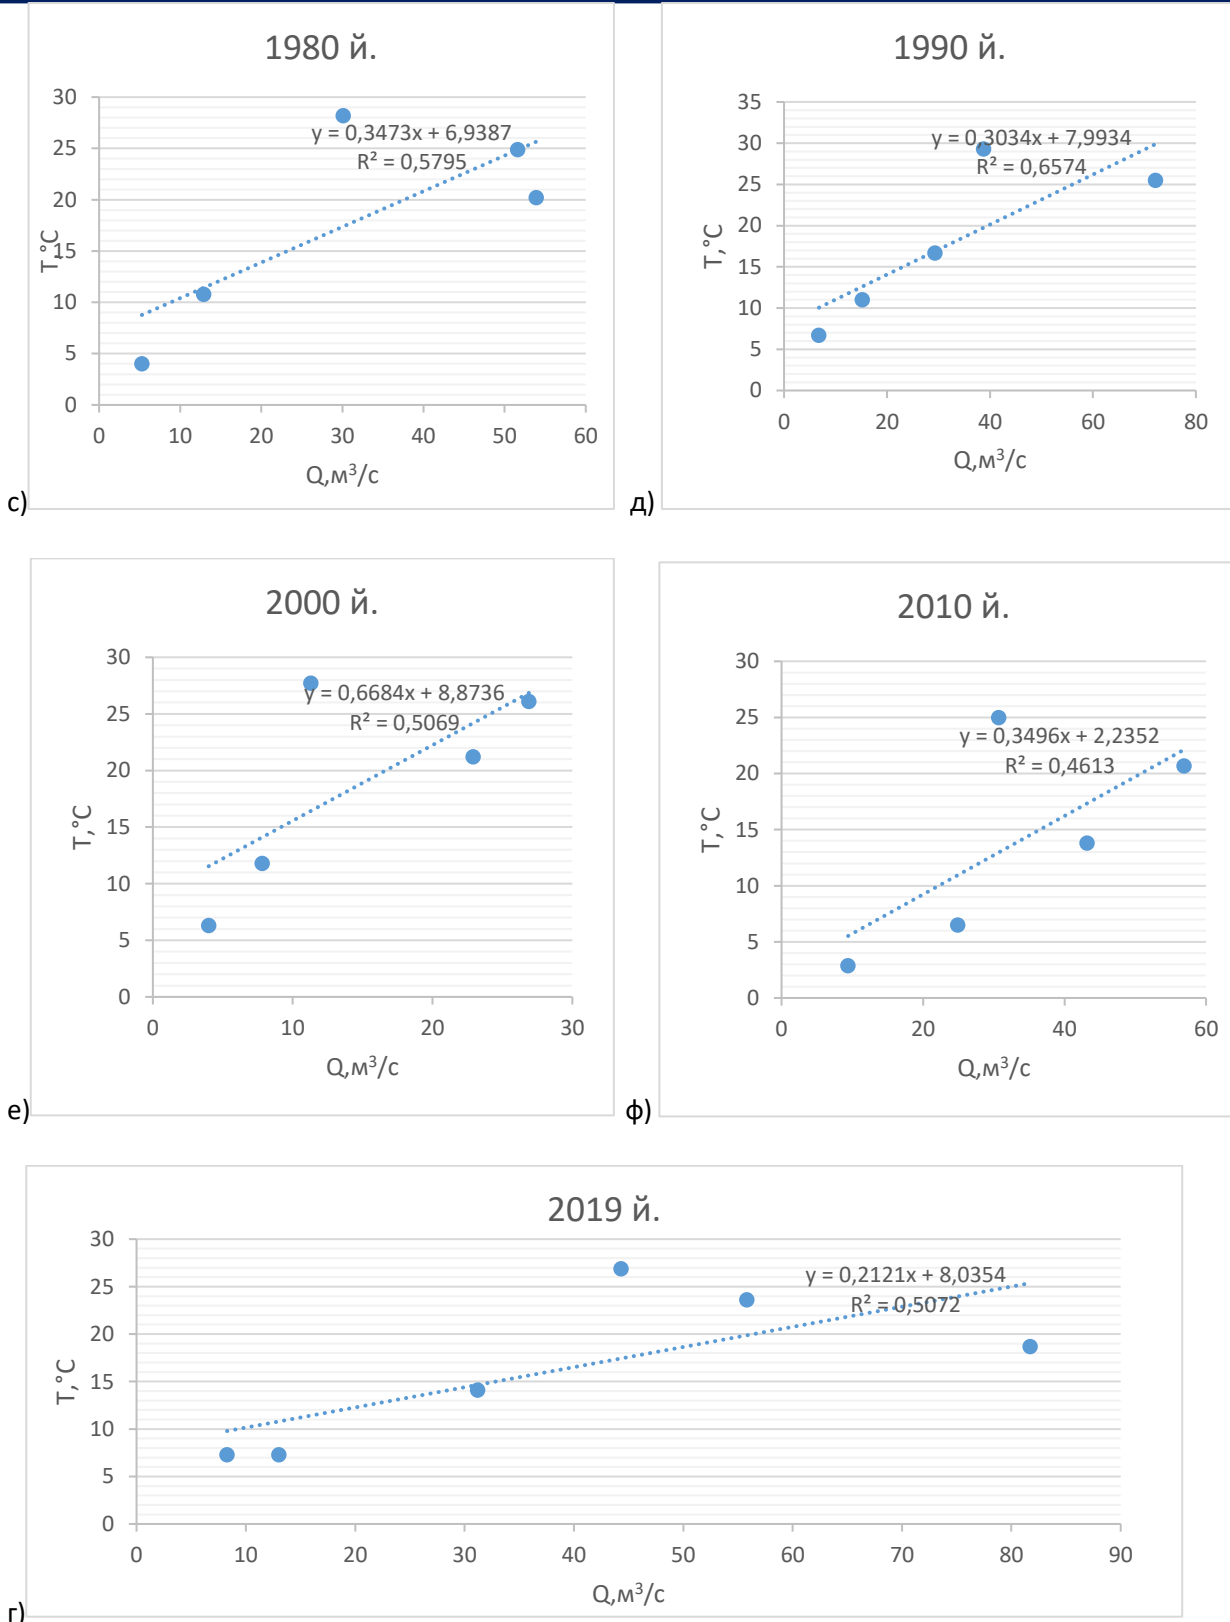 1980 й.
30
25
20
15
10
5
0
T,°C
y = 0,3473x + 6,9387
R² = 0,5795
0 10 20 30 40 50 60
Q,м³/с
с)
1990 й.
35
30
25
20
15
10
5
0
T,°C
y = 0,3034x + 7,9934
R² = 0,6574
0 20 40 60 80
Q,м³/с
д)
2000 й.
30
25
20
15
10
5
0
T,°C
y = 0,6684x + 8,8736
R² = 0,5069
0 10 20 30
Q,м³/с
е)
2010 й.
30
25
20
15
10
5
0
T,°C
y = 0,3496x + 2,2352
R² = 0,4613
0 20 40 60
Q,м³/с
ф)
2019 й.
30
25
20
15
10
5
0
T,°C
y = 0,2121x + 8,0354
R² = 0,5072
0 10 20 30 40 50 60 70 80 90
Q,м³/с
г)